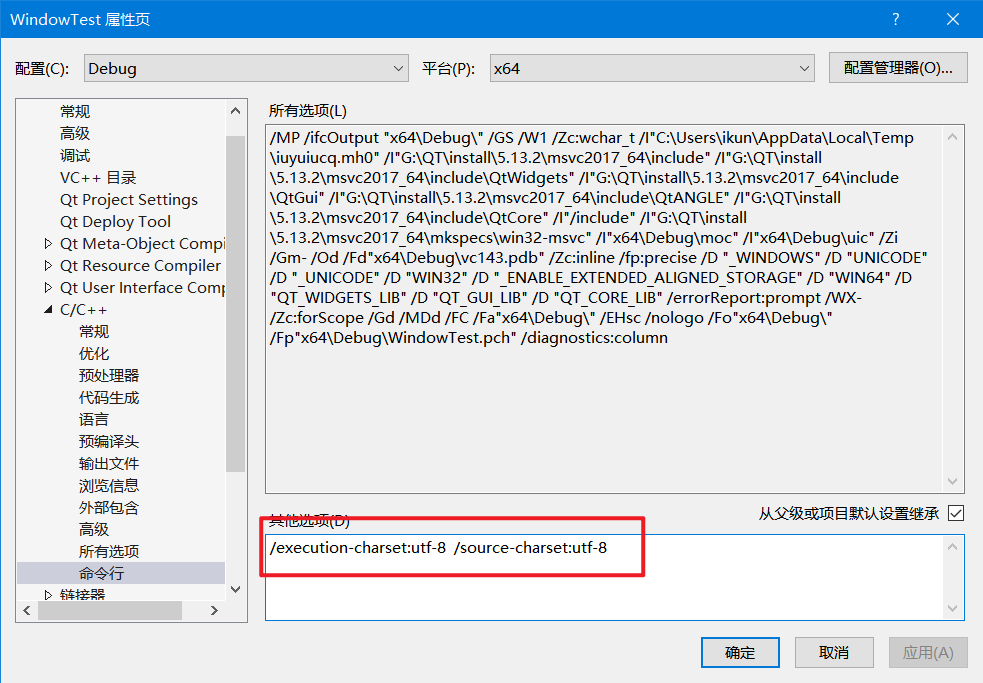 WindowTest 属性页
配置(C): Debug 平台(P): x64 配置管理器(O)...
常规
高级
调试
VC++ 目录
Qt Project Settings
Qt Deploy Tool
Qt Meta-Object Compi
Qt Resource Compiler
Qt User Interface Comp
C/C++
常规
优化
预处理器
代码生成
语言
预编译头
输出文件
浏览信息
外部包含
高级
所有选项
命令行
链接器
所有选项(L)
/MP /ifcOutput "x64\Debug\" /GS /W1 /Zc:wchar_t /I"C:\Users\ikun\AppData\Local\Temp
\iuyuiucq.mh0" /I"G:\QT\install\5.13.2\msvc2017_64\include" /I"G:\QT\install
\5.13.2\msvc2017_64\include\QtWidgets" /I"G:\QT\install\5.13.2\msvc2017_64\include
\QtGui" /I"G:\QT\install\5.13.2\msvc2017_64\include\QtANGLE" /I"G:\QT\install
\5.13.2\msvc2017_64\include\QtCore" /I"/include" /I"G:\QT\install
\5.13.2\msvc2017_64\mkspecs\win32-msvc" /I"x64\Debug\moc" /I"x64\Debug\uic" /Zi
/Gm- /Od /Fd"x64\Debug\vc143.pdb" /Zc:inline /fp:precise /D "_WINDOWS" /D "UNICODE"
/D "_UNICODE" /D "WIN32" /D "_ENABLE_EXTENDED_ALIGNED_STORAGE" /D "WIN64" /D
"QT_WIDGETS_LIB" /D "QT_GUI_LIB" /D "QT_CORE_LIB" /errorReport:prompt /WX-
/Zc:forScope /Gd /MDd /FC /Fa"x64\Debug\" /EHsc /nologo /Fo"x64\Debug\"
/Fp"x64\Debug\WindowTest.pch" /diagnostics:column
其他选项(D)
从父级或项目默认设置继承
/execution-charset:utf-8 /source-charset:utf-8
确定 取消 应用(A)